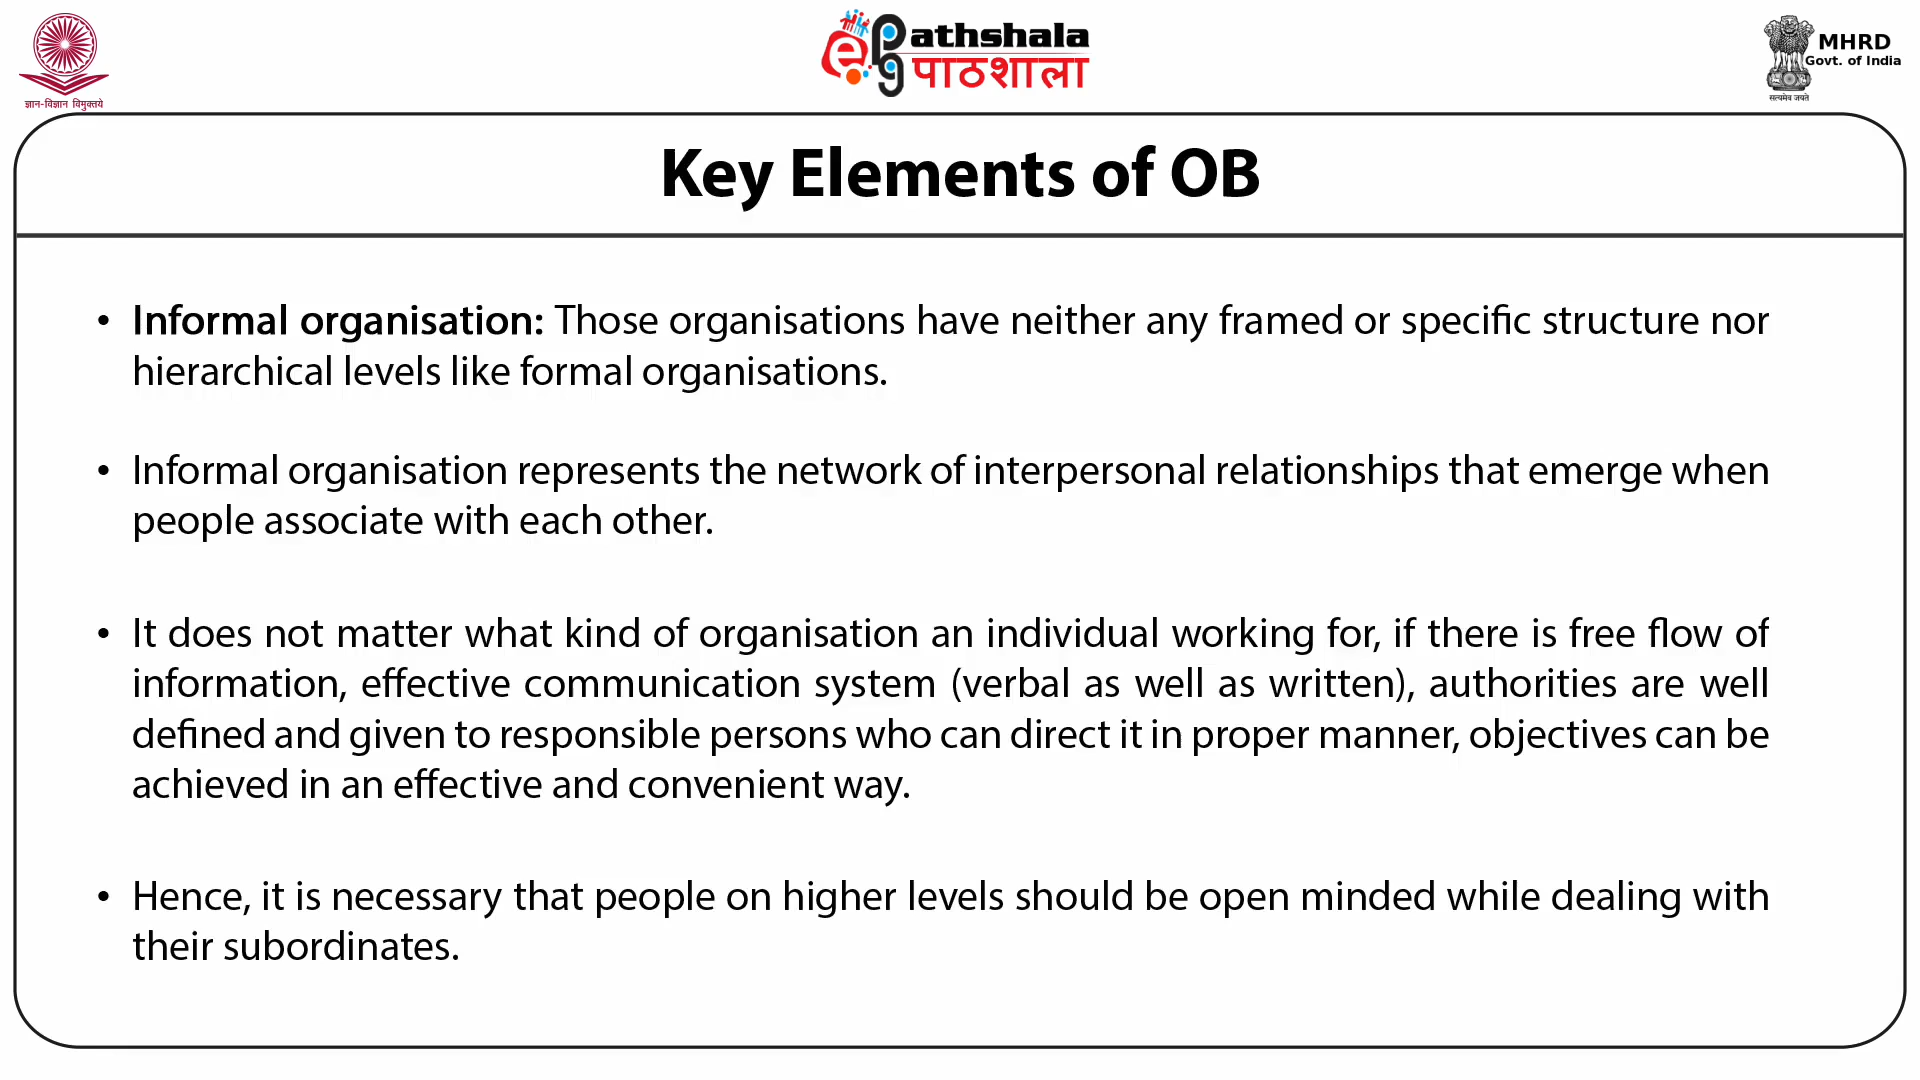 ज्ञान-विज्ञान विमुक्तये
ePg Pathshala
पाठशाला
MHRD
Govt. of India
सत्यमेव जयते
Key Elements of OB
• Informal organisation: Those organisations have neither any framed or specific structure nor
hierarchical levels like formal organisations.
• Informal organisation represents the network of interpersonal relationships that emerge when
people associate with each other.
• It does not matter what kind of organisation an individual working for, if there is free flow of
information, effective communication system (verbal as well as written), authorities are well
defined and given to responsible persons who can direct it in proper manner, objectives can be
achieved in an effective and convenient way.
• Hence, it is necessary that people on higher levels should be open minded while dealing with
their subordinates.